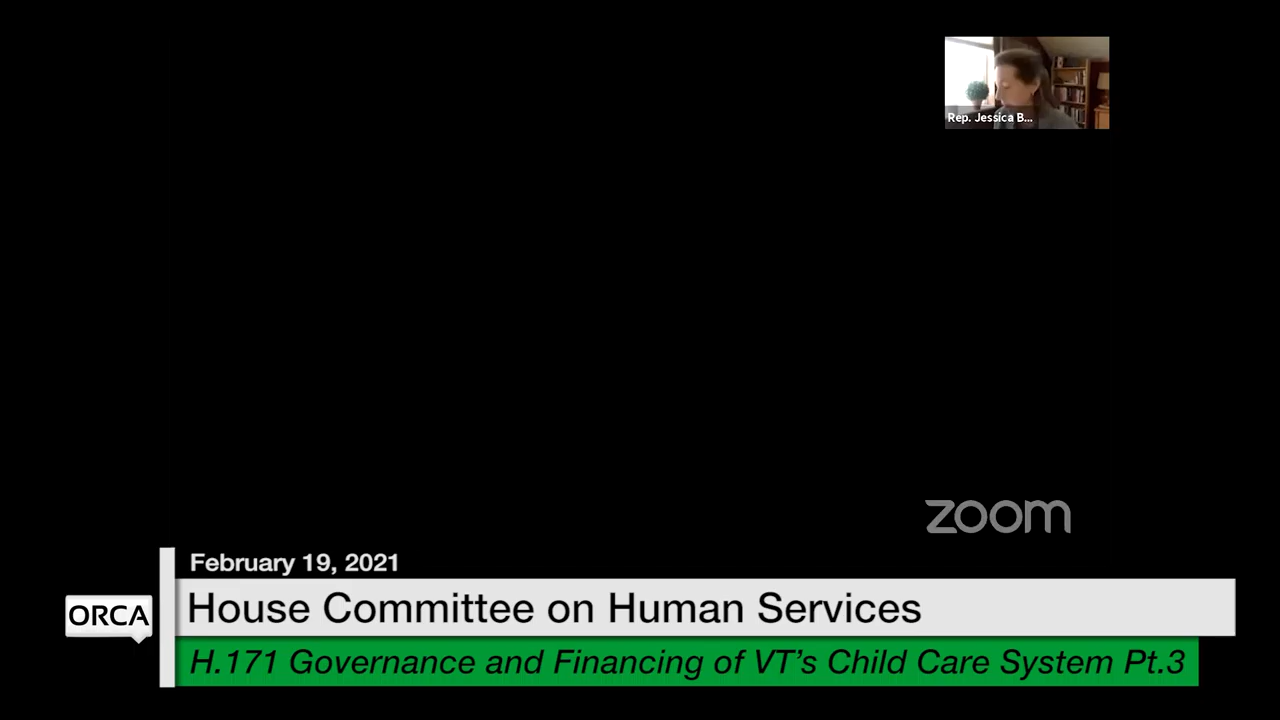 Rep. Jessica B...
zoom
February 19, 2021
House Committee on Human Services
ORCA
H.171 Governance and Financing of VT's Child Care System Pt.3